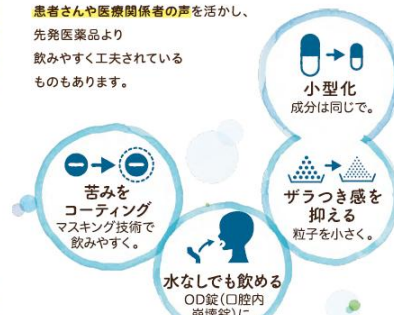 患者さんや医療関係者の声を活かし、
先発医薬品より
飲みやすく工夫されている
ものもあります。
小型化
成分は同じで。
苦みを
コーティング
マスキング技術で
飲みやすく。
ザラつき感を
抑える
粒子を小さく。
水なしでも飲める
OD錠(口腔内
崩壊錠)に